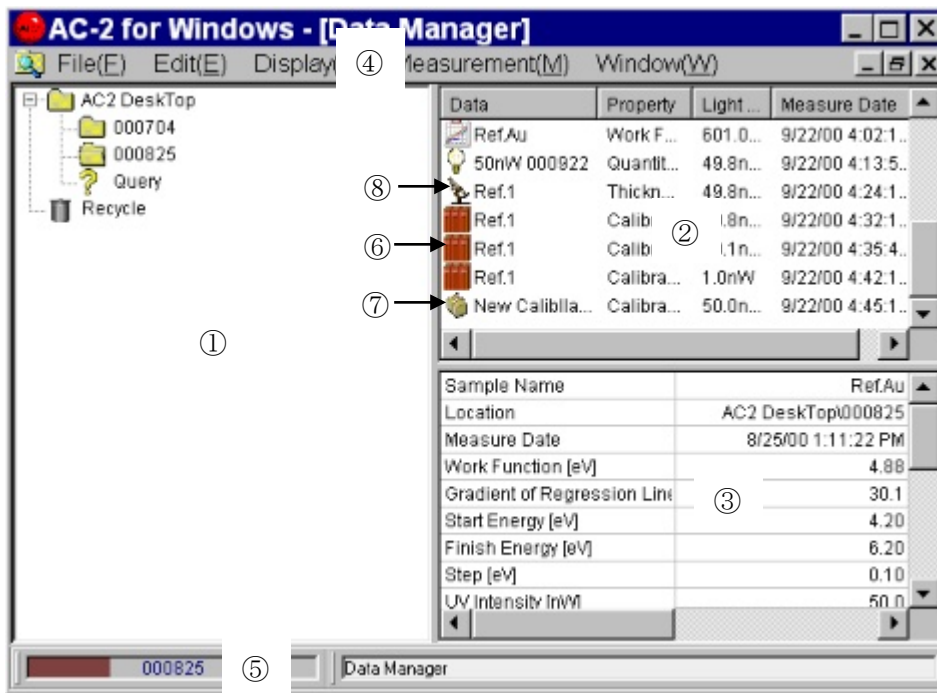 AC-2 for Windows - [Data Manager]
File(F) Edit(E) Display ④ Measurement(M) Window(W)
AC2 DeskTop
000704
000825
Query
Recycle
①
Data Property Light ... Measure Date
Ref.Au Work F... 601.0... 9/22/00 4:02:1..
50nW 000922 Quantit... 49.8n... 9/22/00 4:13:5..
⑧ Ref.1 Thickn... 49.8n... 9/22/00 4:24:1..
Ref.1 Calib .8n... 9/22/00 4:32:1..
②
⑥ Ref.1 Calib .1n... 9/22/00 4:35:4..
Ref.1 Calibra... 1.0nW 9/22/00 4:42:1..
⑦ New Caliblla... Calibra... 50.0n... 9/22/00 4:45:1..
Sample Name Ref.Au
Location AC2 DeskTop\000825
Measure Date 8/25/00 1:11:22 PM
Work Function [eV] 4.88
Gradient of Regression Line 30.1
③
Start Energy [eV] 4.20
Finish Energy [eV] 6.20
Step [eV] 0.10
UV Intensity [nW] 50.0
000825 ⑤ Data Manager